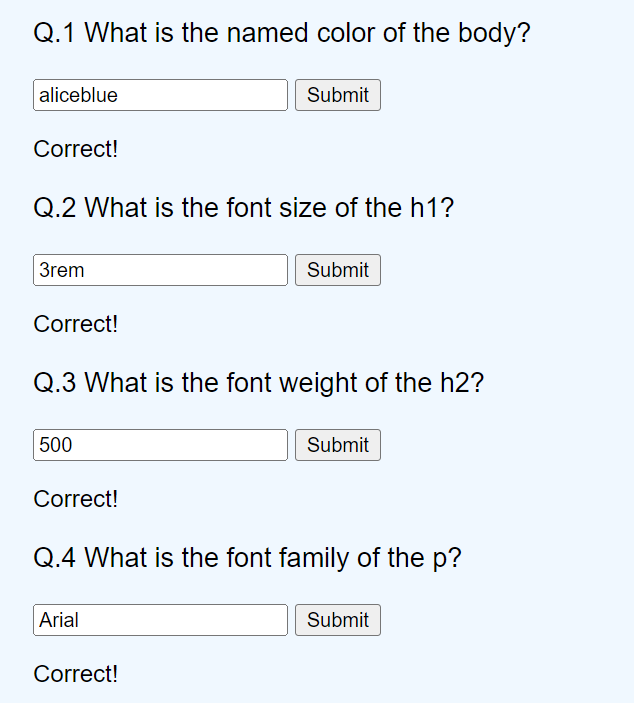 Q.1 What is the named color of the body?
aliceblue Submit
Correct!
Q.2 What is the font size of the h1?
3rem Submit
Correct!
Q.3 What is the font weight of the h2?
500 Submit
Correct!
Q.4 What is the font family of the p?
Arial Submit
Correct!